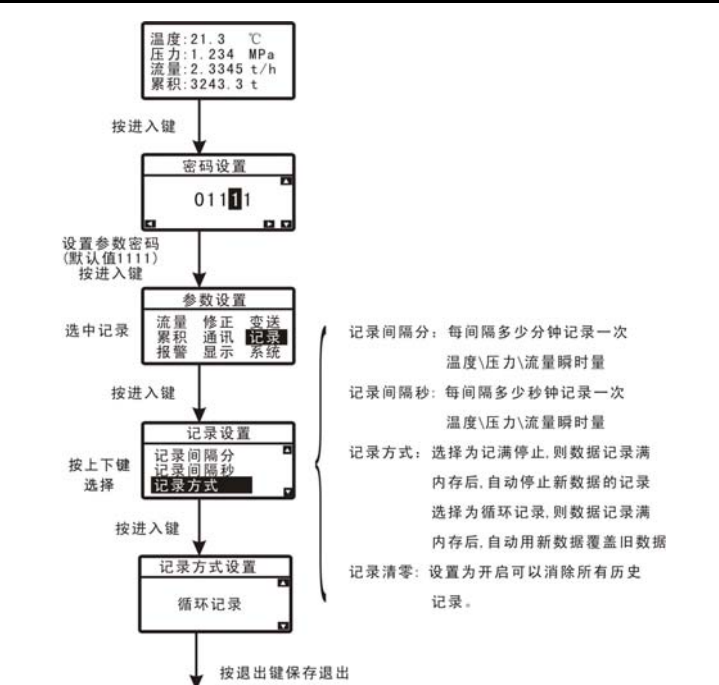 温度:21.3 ℃
压力:1.234 MPa
流量:2.3345 t/h
累积:3243.3 t
按进入键
密码设置
01111
设置参数密码
(默认值1111)
按进入键
参数设置
选中记录
流量 修正 变送
累积 通讯 记录
报警 显示 系统
按进入键
记录设置
按上下键
选择
记录间隔分
记录间隔秒
记录方式
按进入键
记录方式设置
循环记录
按退出键保存退出
记录间隔分: 每间隔多少分钟记录一次
温度\压力\流量瞬时量
记录间隔秒: 每间隔多少秒钟记录一次
温度\压力\流量瞬时量
记录方式: 选择为记满停止,则数据记录满
内存后,自动停止新数据的记录
选择为循环记录,则数据记录满
内存后,自动用新数据覆盖旧数据
记录清零: 设置为开启可以消除所有历史
记录。